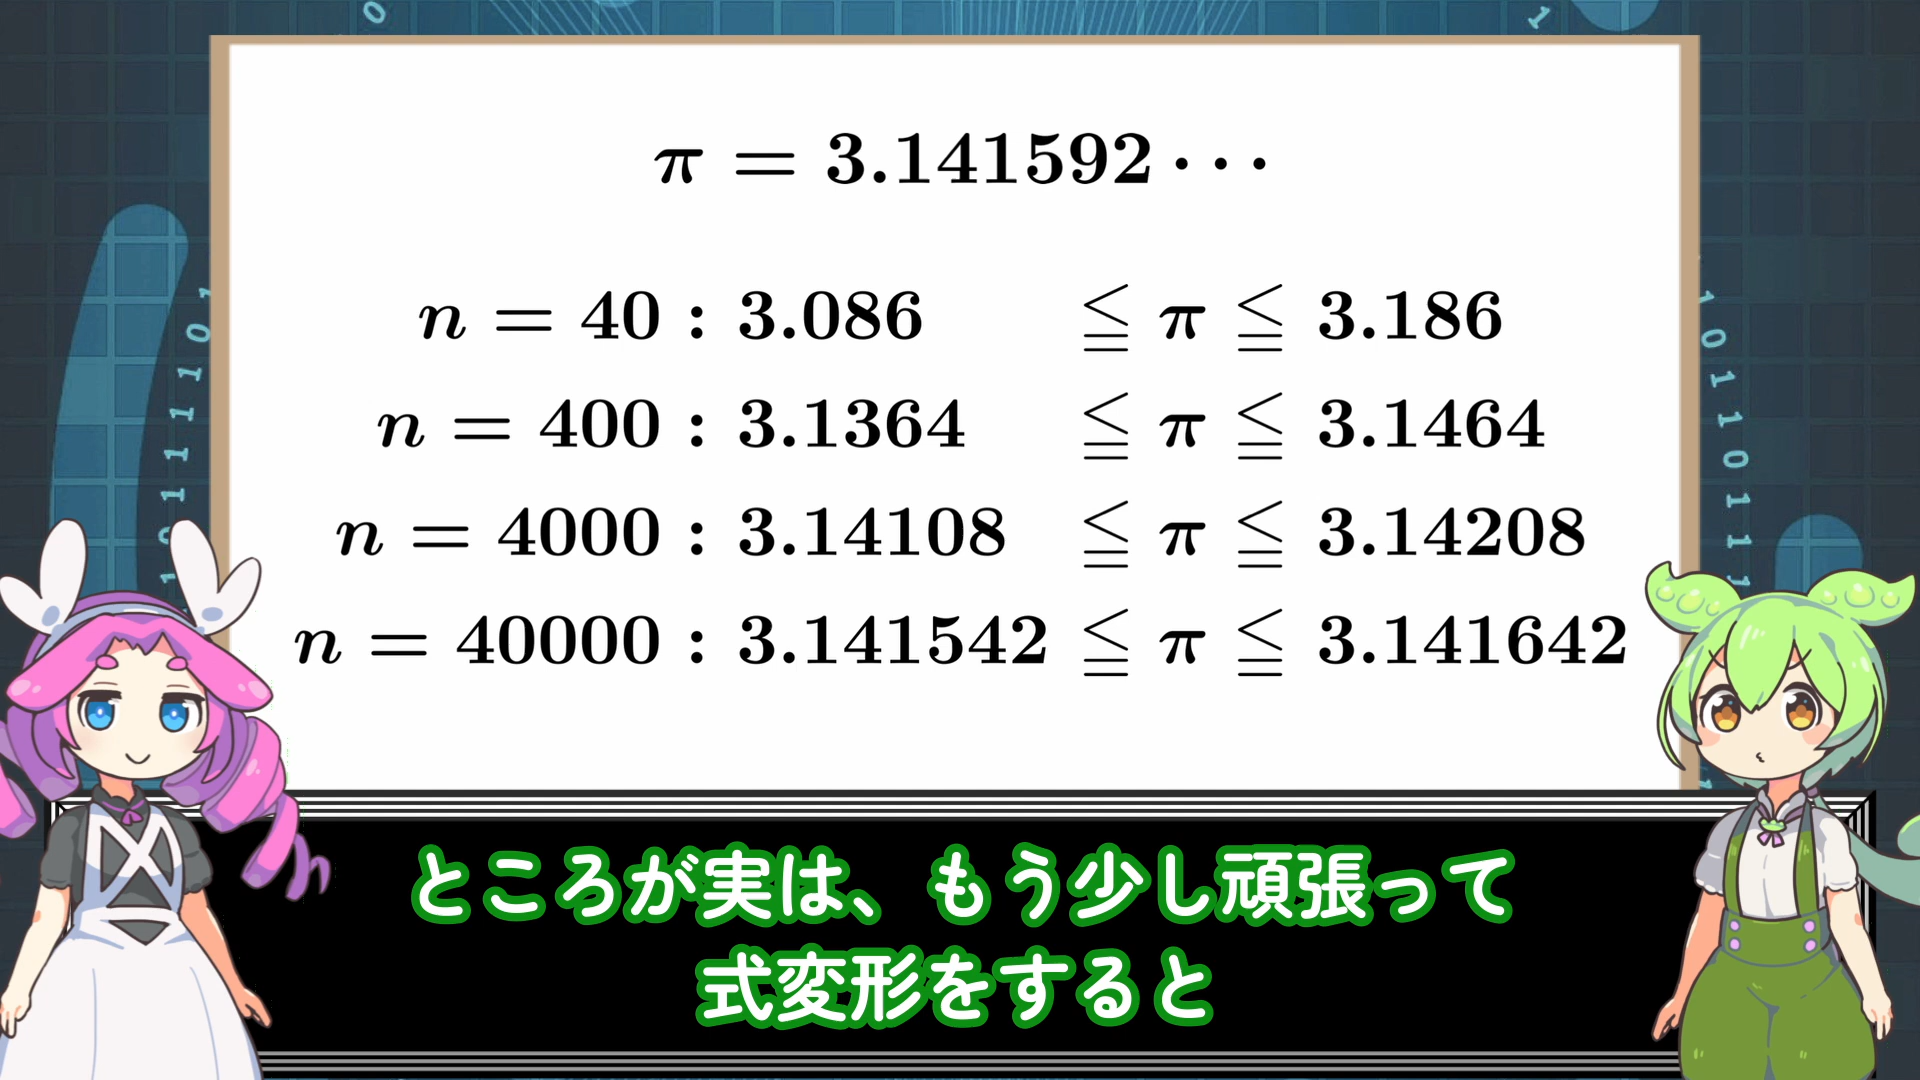 π = 3.141592···
n = 40 : 3.086 ≦ π ≦ 3.186
n = 400 : 3.1364 ≦ π ≦ 3.1464
n = 4000 : 3.14108 ≦ π ≦ 3.14208
n = 40000 : 3.141542 ≦ π ≦ 3.141642
ところが実は、もう少し頑張って
式変形をすると